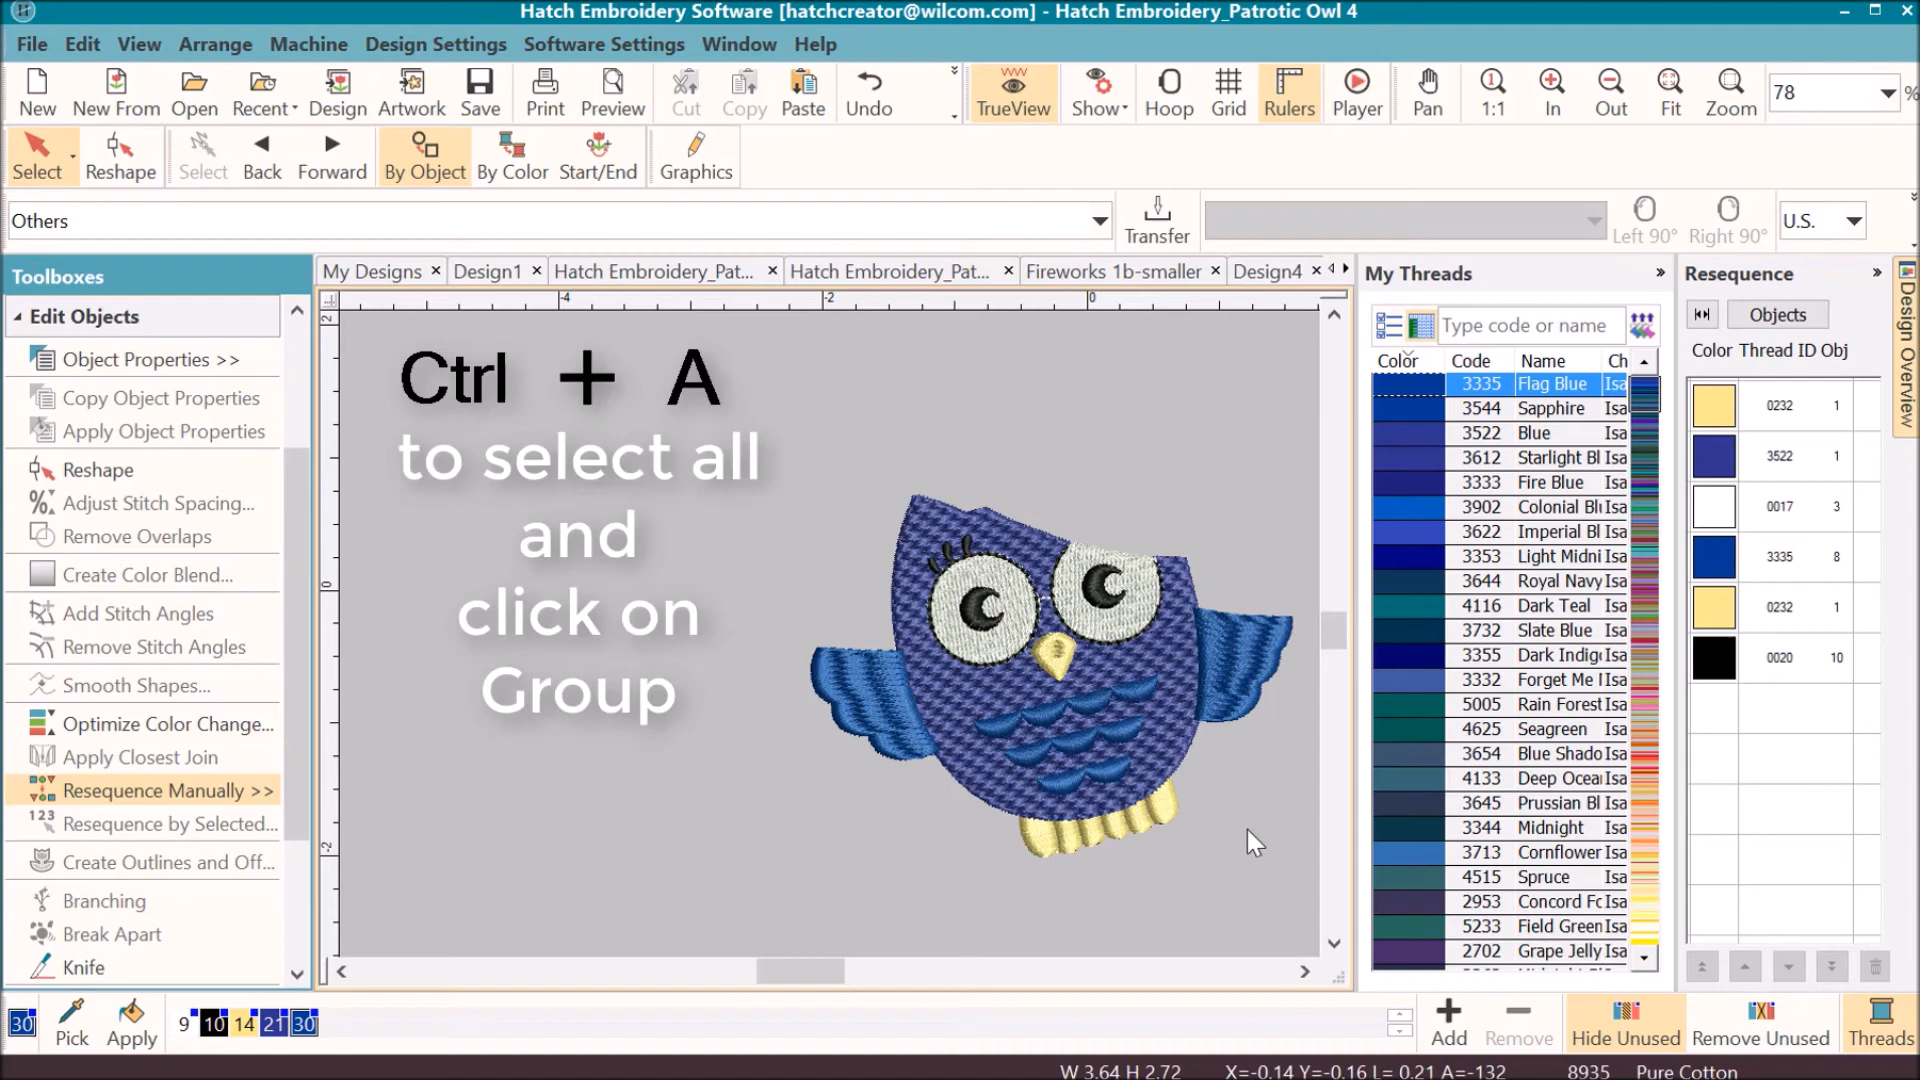 Hatch Embroidery Software [hatchcreator@wilcom.com] - Hatch Embroidery_Patrotic Owl 4
File Edit View Arrange Machine Design Settings Software Settings Window Help
New New From Open Recent Design Artwork Save Print Preview Cut Copy Paste Undo TrueView Show Hoop Grid Rulers Player Pan 1:1 In Out Fit Zoom 78 %
Select Reshape Select Back Forward By Object By Color Start/End Graphics
Others Transfer Left 90° Right 90° U.S.
Toolboxes
My Designs × Design1 × Hatch Embroidery_Pat... × Hatch Embroidery_Pat... × Fireworks 1b-smaller × Design4 ×
Edit Objects
Object Properties >>
Copy Object Properties
Apply Object Properties
Reshape
Adjust Stitch Spacing...
Remove Overlaps
Create Color Blend...
Add Stitch Angles
Remove Stitch Angles
Smooth Shapes...
Optimize Color Change...
Apply Closest Join
Resequence Manually >>
Resequence by Selected...
Create Outlines and Off...
Branching
Break Apart
Knife
-4 -2 0
2
0
-2
Ctrl + A
to select all
and
click on
Group
My Threads
Type code or name
Color Code Name Ch
3335 Flag Blue Isa
3544 Sapphire Isa
3522 Blue Isa
3612 Starlight Bl Isa
3333 Fire Blue Isa
3902 Colonial Blu Isa
3622 Imperial Bl Isa
3353 Light Midni Isa
3644 Royal Navy Isa
4116 Dark Teal Isa
3732 Slate Blue Isa
3355 Dark Indig Isa
3332 Forget Me I Isa
5005 Rain Forest Isa
4625 Seagreen Isa
3654 Blue Shado Isa
4133 Deep Ocea Isa
3645 Prussian Bl Isa
3344 Midnight Isa
3713 Cornflower Isa
4515 Spruce Isa
2953 Concord Fo Isa
5233 Field Green Isa
2702 Grape Jelly Isa
Resequence
Objects
Color Thread ID Obj
0232 1
3522 1
0017 3
3335 8
0232 1
0020 10
Design Overview
30 Pick Apply 9 10 14 21 30 Add Remove Hide Unused Remove Unused Threads
W 3.64 H 2.72 X=-0.14 Y=-0.16 L= 0.21 A=-132 8935 Pure Cotton